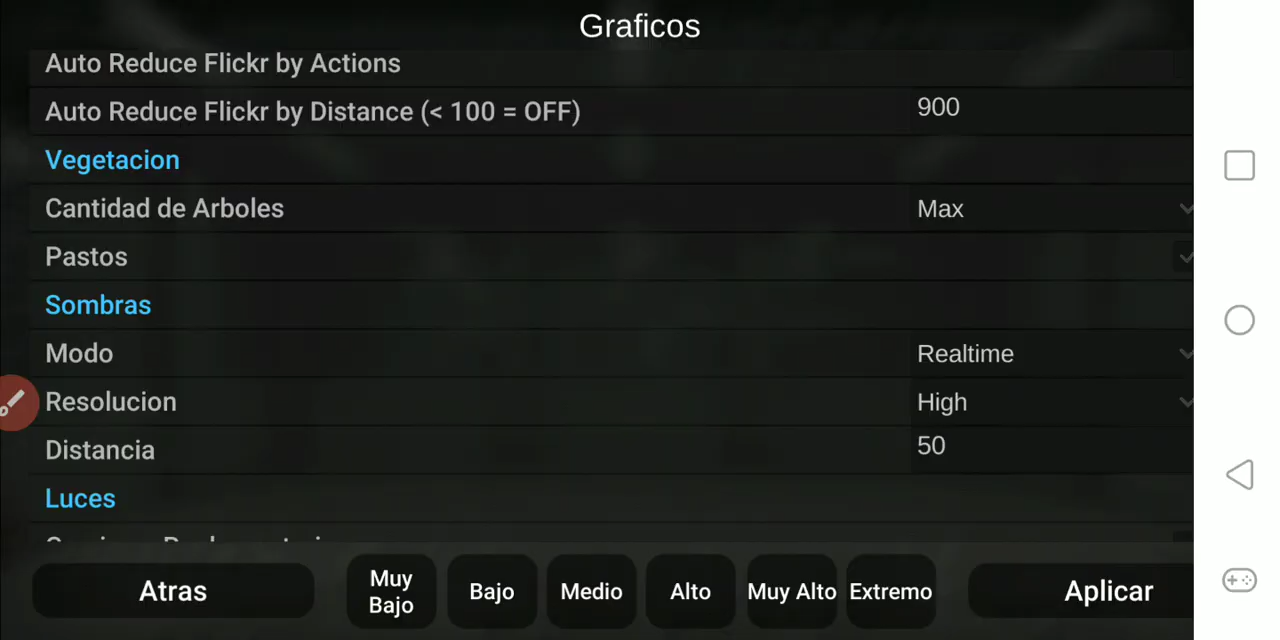 Graficos
Auto Reduce Flickr by Actions
Auto Reduce Flickr by Distance (< 100 = OFF) 900
Vegetacion
Cantidad de Arboles Max
Pastos
Sombras
Modo Realtime
Resolucion High
Distancia 50
Luces
Atras
Muy Bajo
Bajo
Medio
Alto
Muy Alto
Extremo
Aplicar